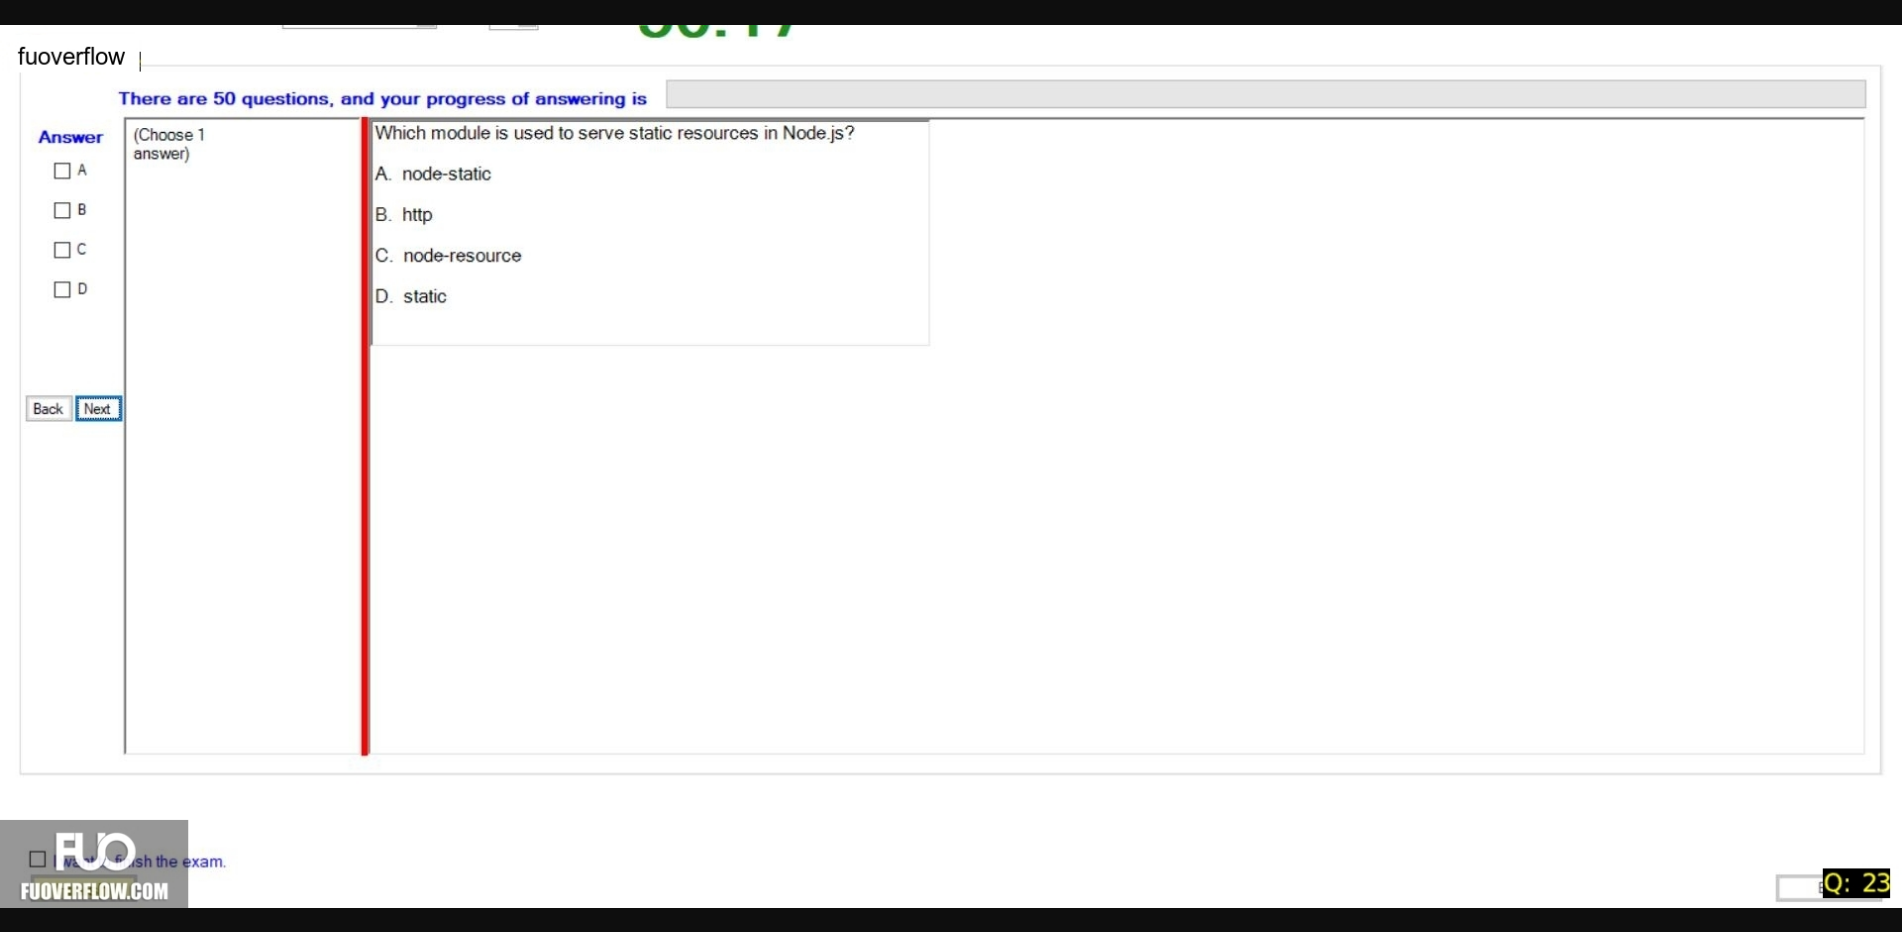 fuoverflow
There are 50 questions, and your progress of answering is
Answer
(Choose 1
answer)
A
B
C
D
Which module is used to serve static resources in Node.js?
A. node-static
B. http
C. node-resource
D. static
Back Next
FUO
the exam.
FUOVERFLOW.COM
Q: 23